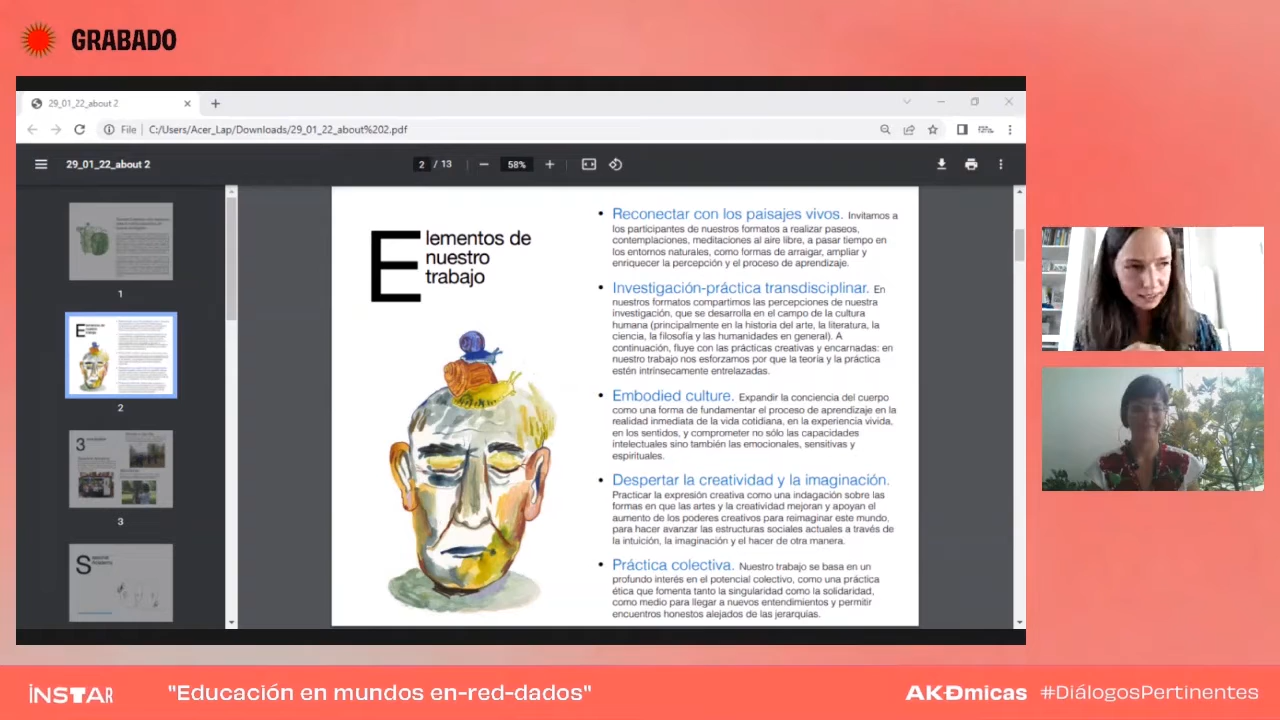 GRABADO
29_01_22_about 2
File
C:/Users/Acer_Lap/Downloads/29_01_22_about%202.pdf
29_01_22_about 2
2 / 13
58%
1
Elementos de nuestro trabajo
2
3
3
S
Elementos de
nuestro
trabajo
• Reconectar con los paisajes vivos. Invitamos a
los participantes de nuestros formatos a realizar paseos,
contemplaciones, meditaciones al aire libre, a pasar tiempo en
los entornos naturales, como formas de arraigar, ampliar y
enriquecer la percepción y el proceso de aprendizaje.
• Investigación-práctica transdisciplinar. En
nuestros formatos compartimos las percepciones de nuestra
investigación, que se desarrolla en el campo de la cultura
humana (principalmente en la historia del arte, la literatura, la
ciencia, la filosofía y las humanidades en general). A
continuación, fluye con las prácticas creativas y encarnadas: en
nuestro trabajo nos esforzamos por que la teoría y la práctica
estén intrínsecamente entrelazadas.
• Embodied culture. Expandir la conciencia del cuerpo
como una forma de fundamentar el proceso de aprendizaje en la
realidad inmediata de la vida cotidiana, en la experiencia vivida,
en los sentidos, y comprometer no sólo las capacidades
intelectuales sino también las emocionales, sensitivas y
espirituales.
• Despertar la creatividad y la imaginación.
Practicar la expresión creativa como una indagación sobre las
formas en que las artes y la creatividad mejoran y apoyan el
aumento de los poderes creativos para reimaginar este mundo,
para hacer avanzar las estructuras sociales actuales a través de
la intuición, la imaginación y el hacer de otra manera.
• Práctica colectiva. Nuestro trabajo se basa en un
profundo interés en el potencial colectivo, como una práctica
ética que fomenta tanto la singularidad como la solidaridad,
como medio para llegar a nuevos entendimientos y permitir
encuentros honestos alejados de las jerarquías.
INSTAR
"Educación en mundos en-red-dados"
AKĐmicas #DiálogosPertinentes